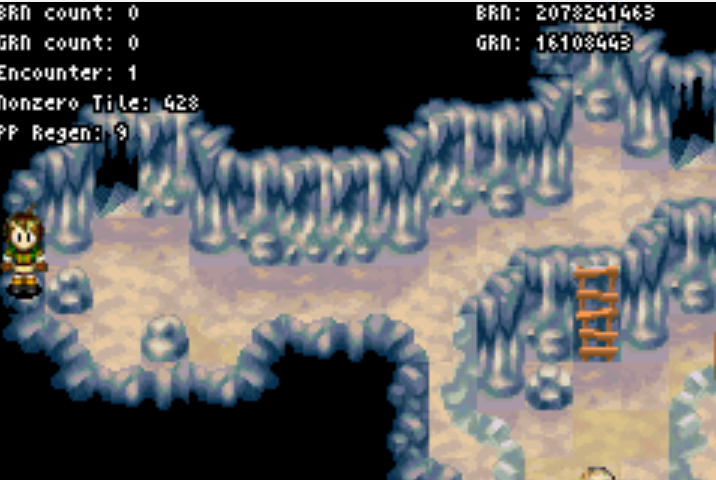 BRN count: 0
GRN count: 0
Encounter: 1
Nonzero Tile: 428
PP Regen: 9
BRN: 2078241463
GRN: 16108443